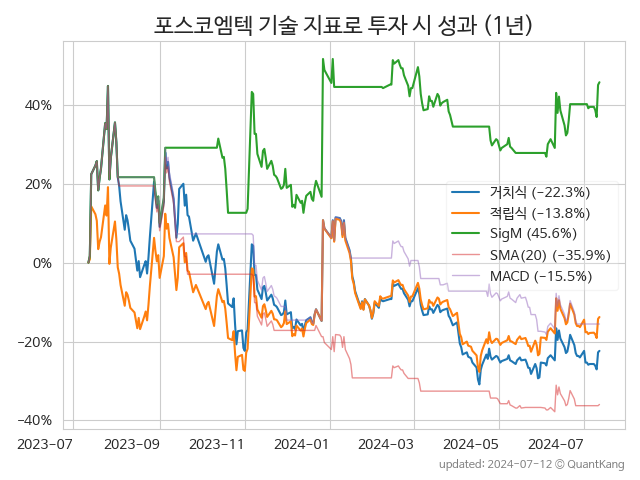 포스코엠텍 기술 지표로 투자 시 성과 (1년)
40%
20%
0%
−20%
−40%
거치식 (−22.3%)
적립식 (−13.8%)
SigM (45.6%)
SMA(20) (−35.9%)
MACD (−15.5%)
2023-07
2023-09
2023-11
2024-01
2024-03
2024-05
2024-07
updated: 2024-07-12 © QuantKang